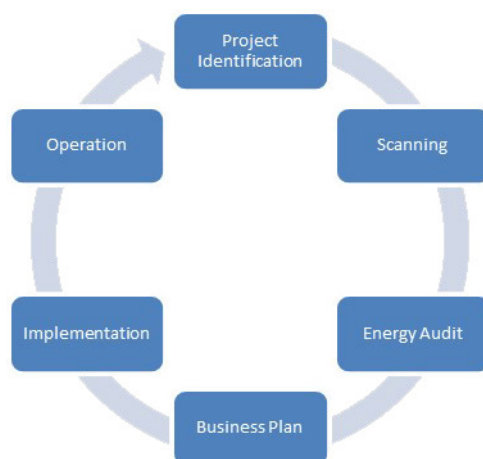 Project
Identification
Scanning
Energy Audit
Business Plan
Implementation
Operation